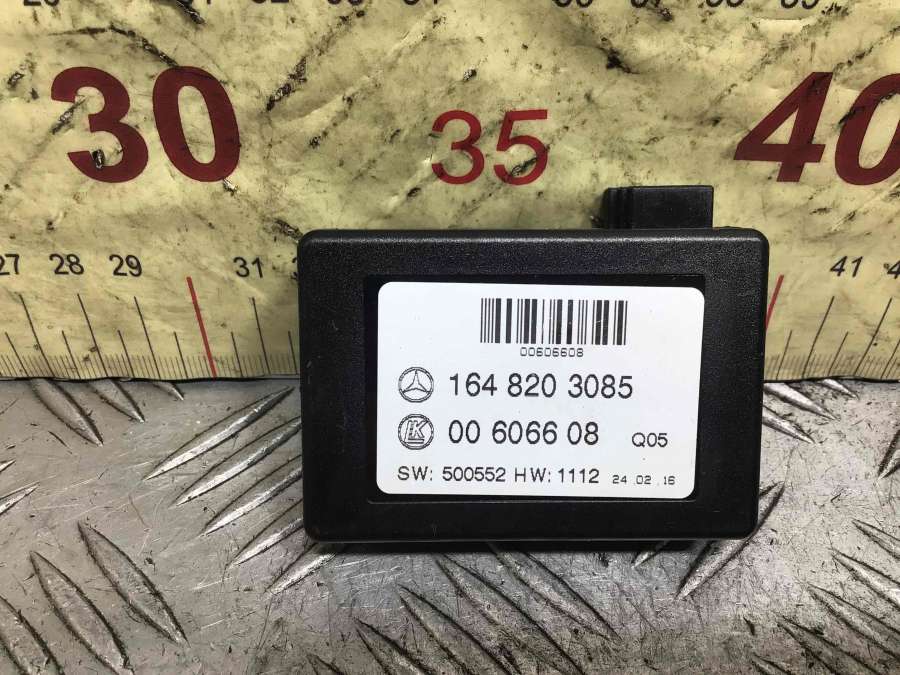 30 35 40
27 28 29 31 41
00606608
164 820 3085
LK 00 6066 08 Q05
SW: 500552 HW: 1112 24 .02 .16